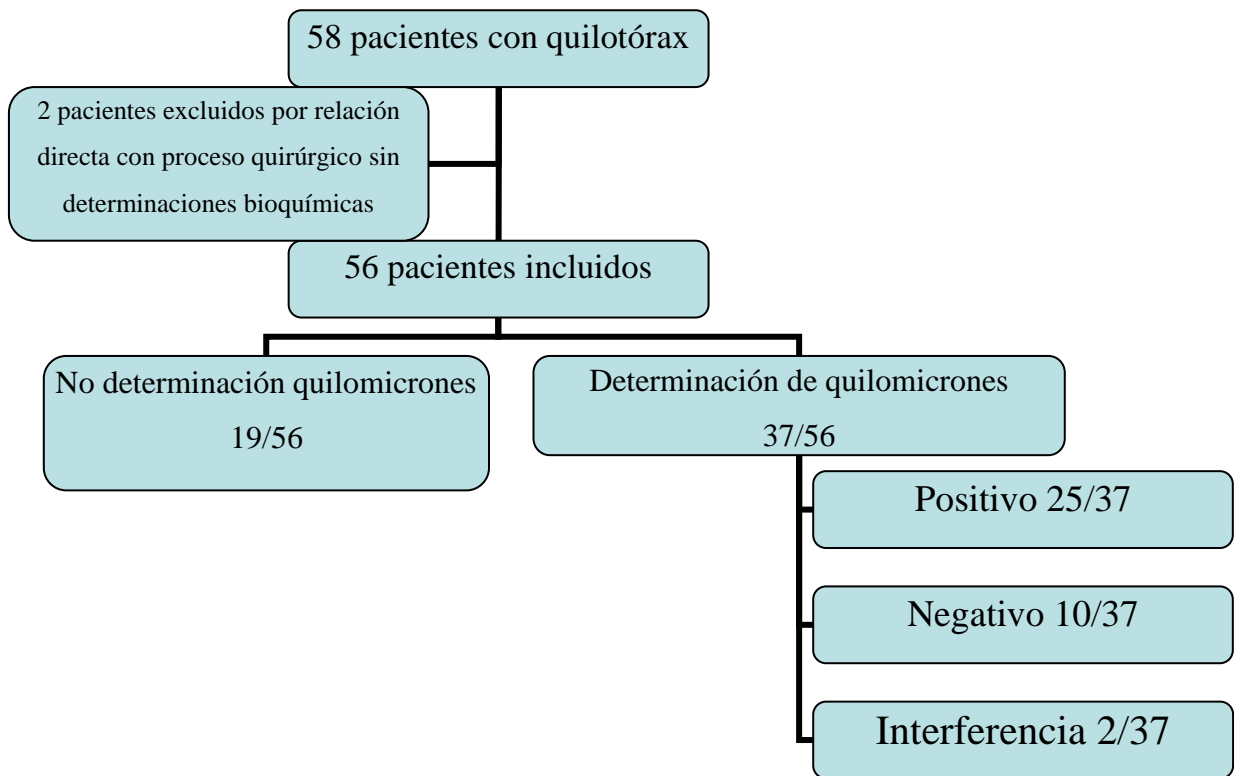 58 pacientes con quilotórax
2 pacientes excluidos por relación
directa con proceso quirúrgico sin
determinaciones bioquímicas
56 pacientes incluidos
No determinación quilomicrones
19/56
Determinación de quilomicrones
37/56
Positivo 25/37
Negativo 10/37
Interferencia 2/37